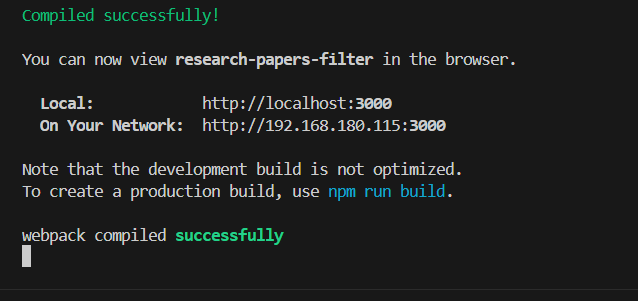 Compiled successfully!
You can now view research-papers-filter in the browser.
Local: http://localhost:3000
On Your Network: http://192.168.180.115:3000
Note that the development build is not optimized.
To create a production build, use npm run build.
webpack compiled successfully